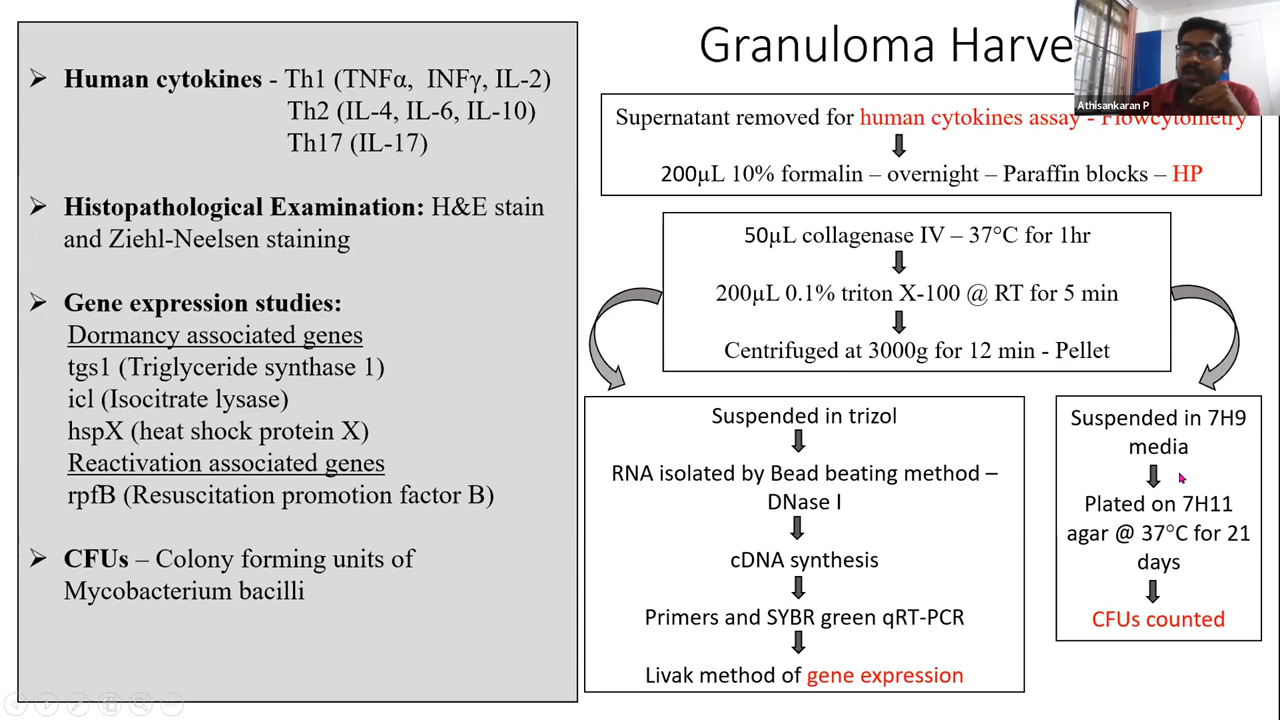 ➢ Human cytokines - Th1 (TNFα, INFγ, IL-2)
Th2 (IL-4, IL-6, IL-10)
Th17 (IL-17)
➢ Histopathological Examination: H&E stain
and Ziehl-Neelsen staining
➢ Gene expression studies:
Dormancy associated genes
tgs1 (Triglyceride synthase 1)
icl (Isocitrate lysase)
hspX (heat shock protein X)
Reactivation associated genes
rpfB (Resuscitation promotion factor B)
➢ CFUs – Colony forming units of
Mycobacterium bacilli
Granuloma Harve
Athisankaran P
Supernatant removed for human cytokines assay - Flowcytometry
200µL 10% formalin – overnight – Paraffin blocks – HP
50µL collagenase IV – 37°C for 1hr
200µL 0.1% triton X-100 @ RT for 5 min
Centrifuged at 3000g for 12 min - Pellet
Suspended in trizol
RNA isolated by Bead beating method –
DNase I
cDNA synthesis
Primers and SYBR green qRT-PCR
Livak method of gene expression
Suspended in 7H9
media
Plated on 7H11
agar @ 37°C for 21
days
CFUs counted